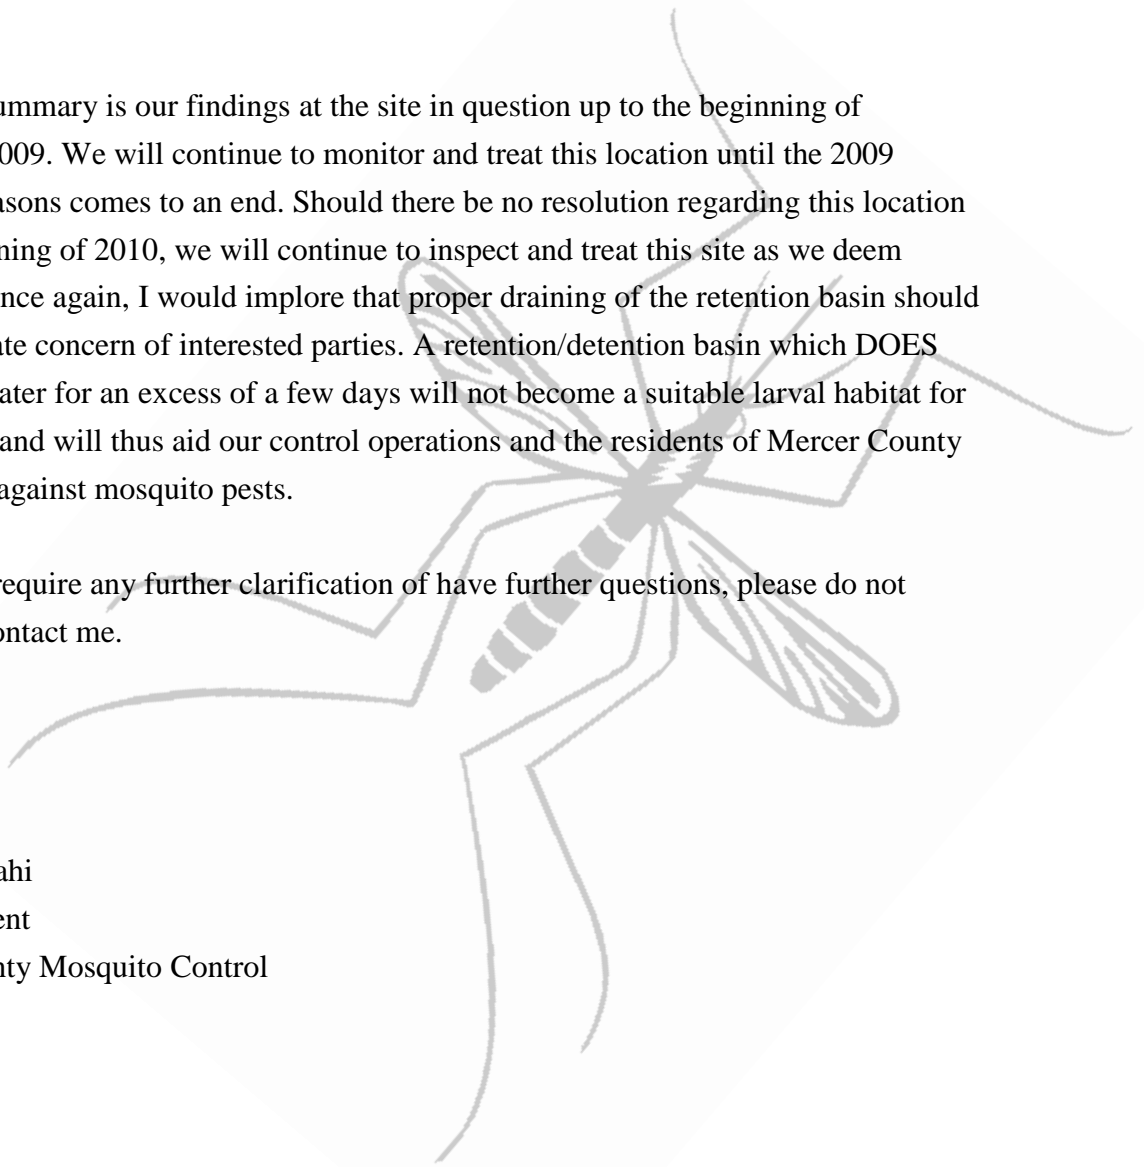 ummary is our findings at the site in question up to the beginning of
009. We will continue to monitor and treat this location until the 2009
asons comes to an end. Should there be no resolution regarding this location
ning of 2010, we will continue to inspect and treat this site as we deem
nce again, I would implore that proper draining of the retention basin should
ate concern of interested parties. A retention/detention basin which DOES
ater for an excess of a few days will not become a suitable larval habitat for
and will thus aid our control operations and the residents of Mercer County
against mosquito pests.
require any further clarification of have further questions, please do not
ontact me.
ahi
ent
nty Mosquito Control